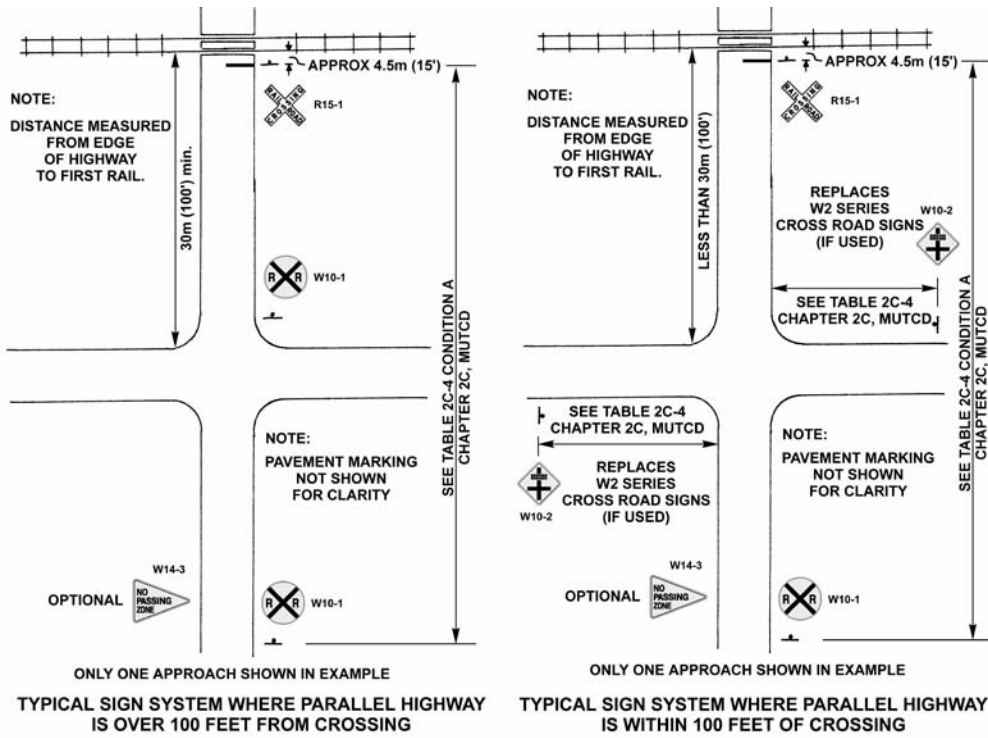 APPROX 4.5m (15')
NOTE:
DISTANCE MEASURED
FROM EDGE
OF HIGHWAY
TO FIRST RAIL.
30m (100') min.
RAIL ROAD
CROSSING
R15-1
R R
W10-1
SEE TABLE 2C-4 CONDITION A
CHAPTER 2C, MUTCD
NOTE:
PAVEMENT MARKING
NOT SHOWN
FOR CLARITY
W14-3
OPTIONAL
NO
PASSING
ZONE
R R
W10-1
ONLY ONE APPROACH SHOWN IN EXAMPLE
TYPICAL SIGN SYSTEM WHERE PARALLEL HIGHWAY
IS OVER 100 FEET FROM CROSSING
APPROX 4.5m (15')
NOTE:
DISTANCE MEASURED
FROM EDGE
OF HIGHWAY
TO FIRST RAIL.
LESS THAN 30m (100')
RAIL ROAD
CROSSING
R15-1
REPLACES
W2 SERIES
CROSS ROAD SIGNS
(IF USED)
W10-2
SEE TABLE 2C-4
CHAPTER 2C, MUTCD
SEE TABLE 2C-4 CONDITION A
CHAPTER 2C, MUTCD
SEE TABLE 2C-4
CHAPTER 2C, MUTCD
REPLACES
W2 SERIES
CROSS ROAD SIGNS
(IF USED)
W10-2
NOTE:
PAVEMENT MARKING
NOT SHOWN
FOR CLARITY
W14-3
OPTIONAL
NO
PASSING
ZONE
R R
W10-1
ONLY ONE APPROACH SHOWN IN EXAMPLE
TYPICAL SIGN SYSTEM WHERE PARALLEL HIGHWAY
IS WITHIN 100 FEET OF CROSSING